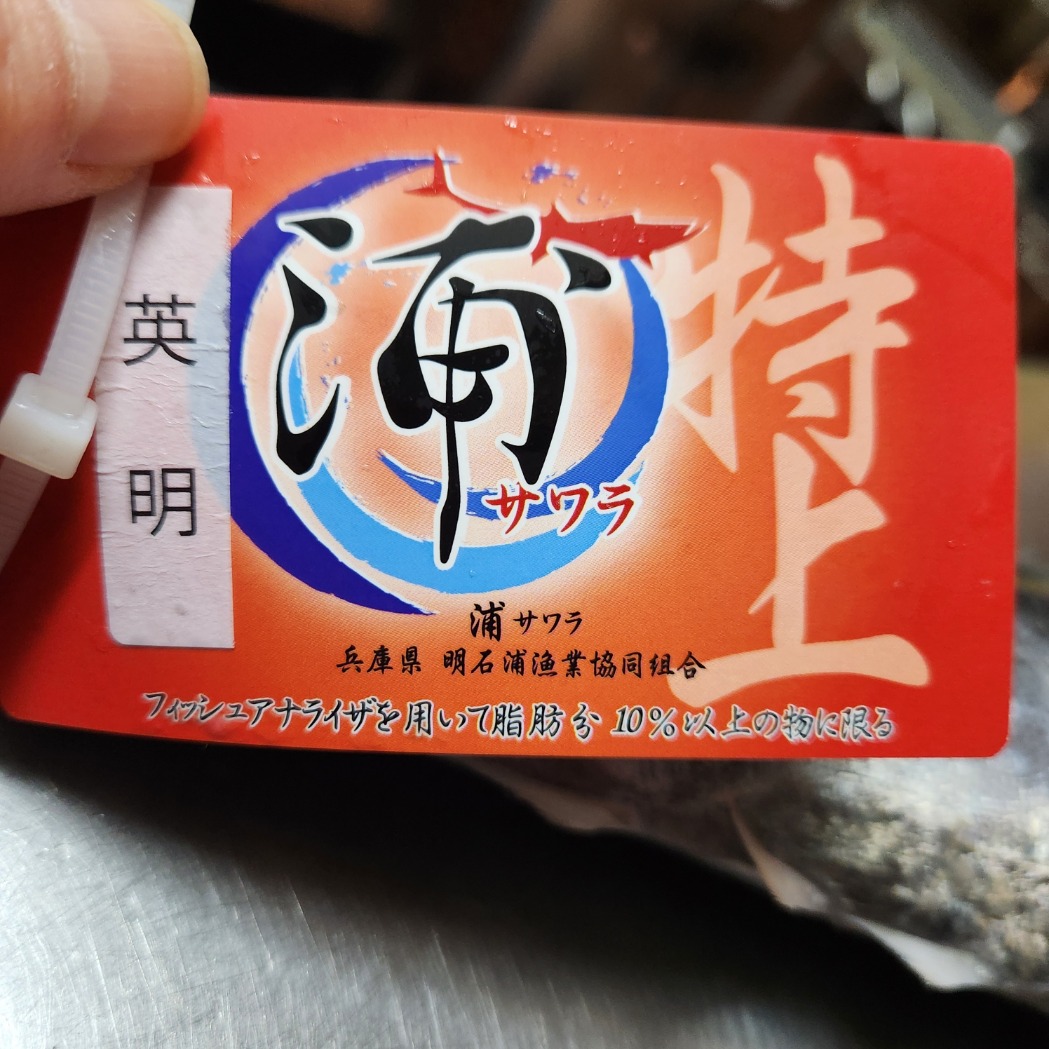 特上
英明
浦
サワラ
浦サワラ
兵庫県 明石浦漁業協同組合
フィッシュアナライザを用いて脂肪分 10%以上の物に限る